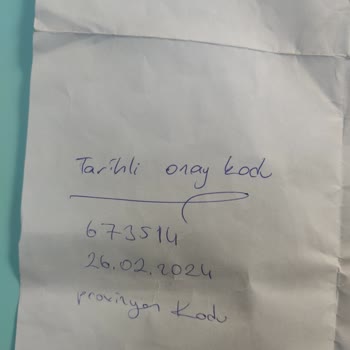 Tarihli onay kodu
673514
26.02.2024
provizyon Kodu